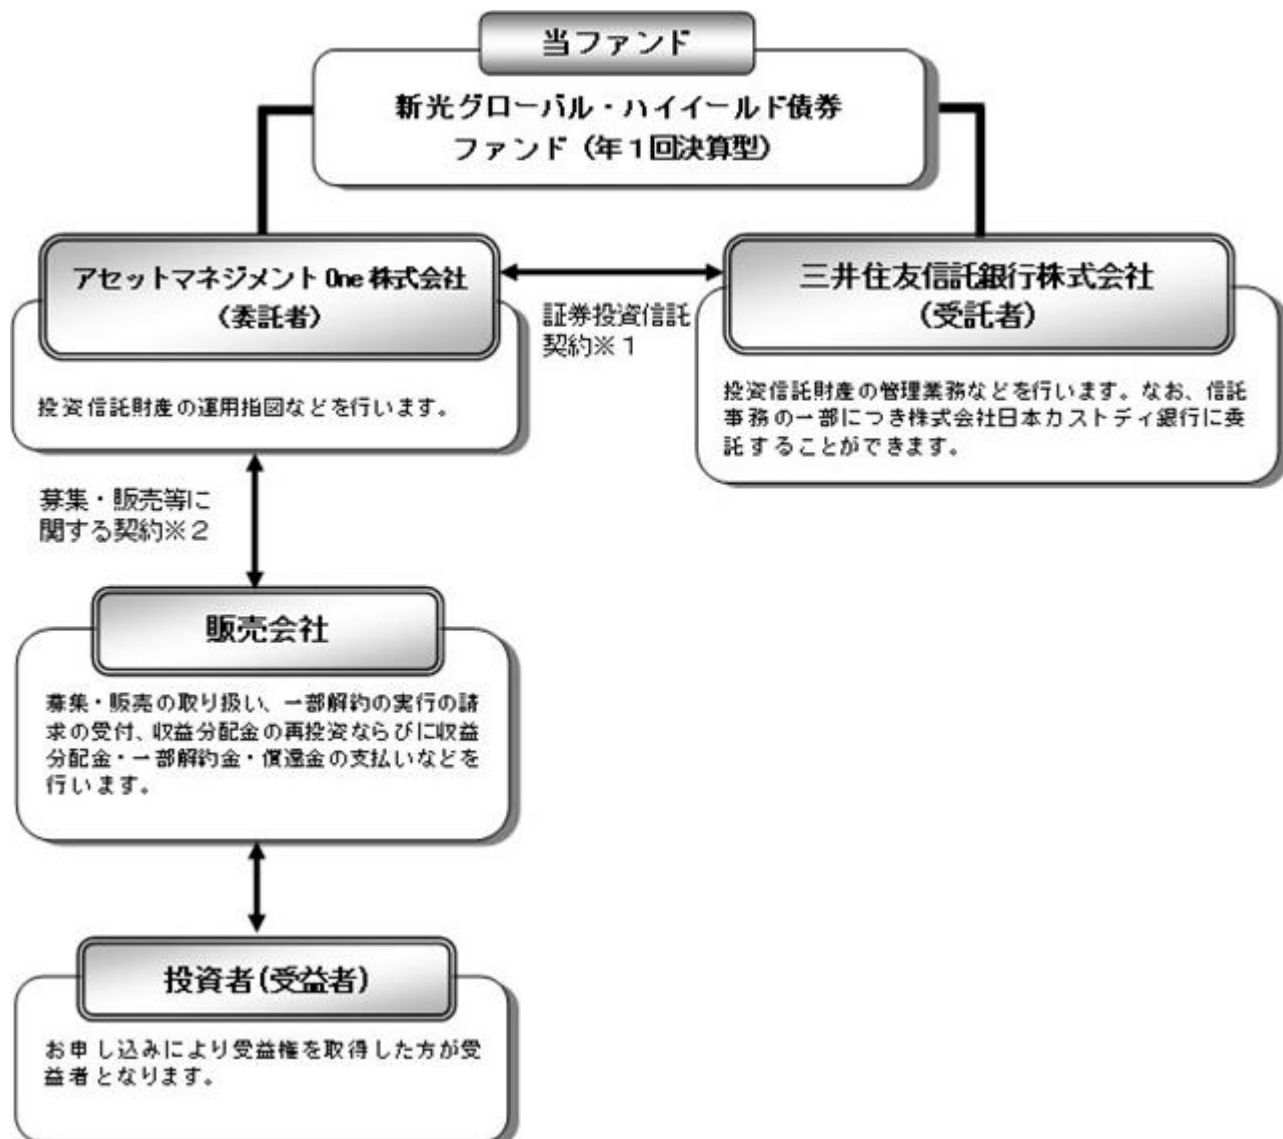 当ファンド
新光グローバル・ハイイールド債券
ファンド（年１回決算型）
アセットマネジメント One 株式会社
（委託者）
投資信託財産の運用指図などを行います。
証券投資信託
契約※１
三井住友信託銀行株式会社
（受託者）
投資信託財産の管理業務などを行います。なお、信託
事務の一部につき株式会社日本カストディ銀行に委
託することができます。
募集・販売等に
関する契約※２
販売会社
募集・販売の取り扱い、一部解約の実行の請
求の受付、収益分配金の再投資ならびに収益
分配金・一部解約金・償還金の支払いなどを
行います。
投資者(受益者)
お申し込みにより受益権を取得した方が受
益者となります。